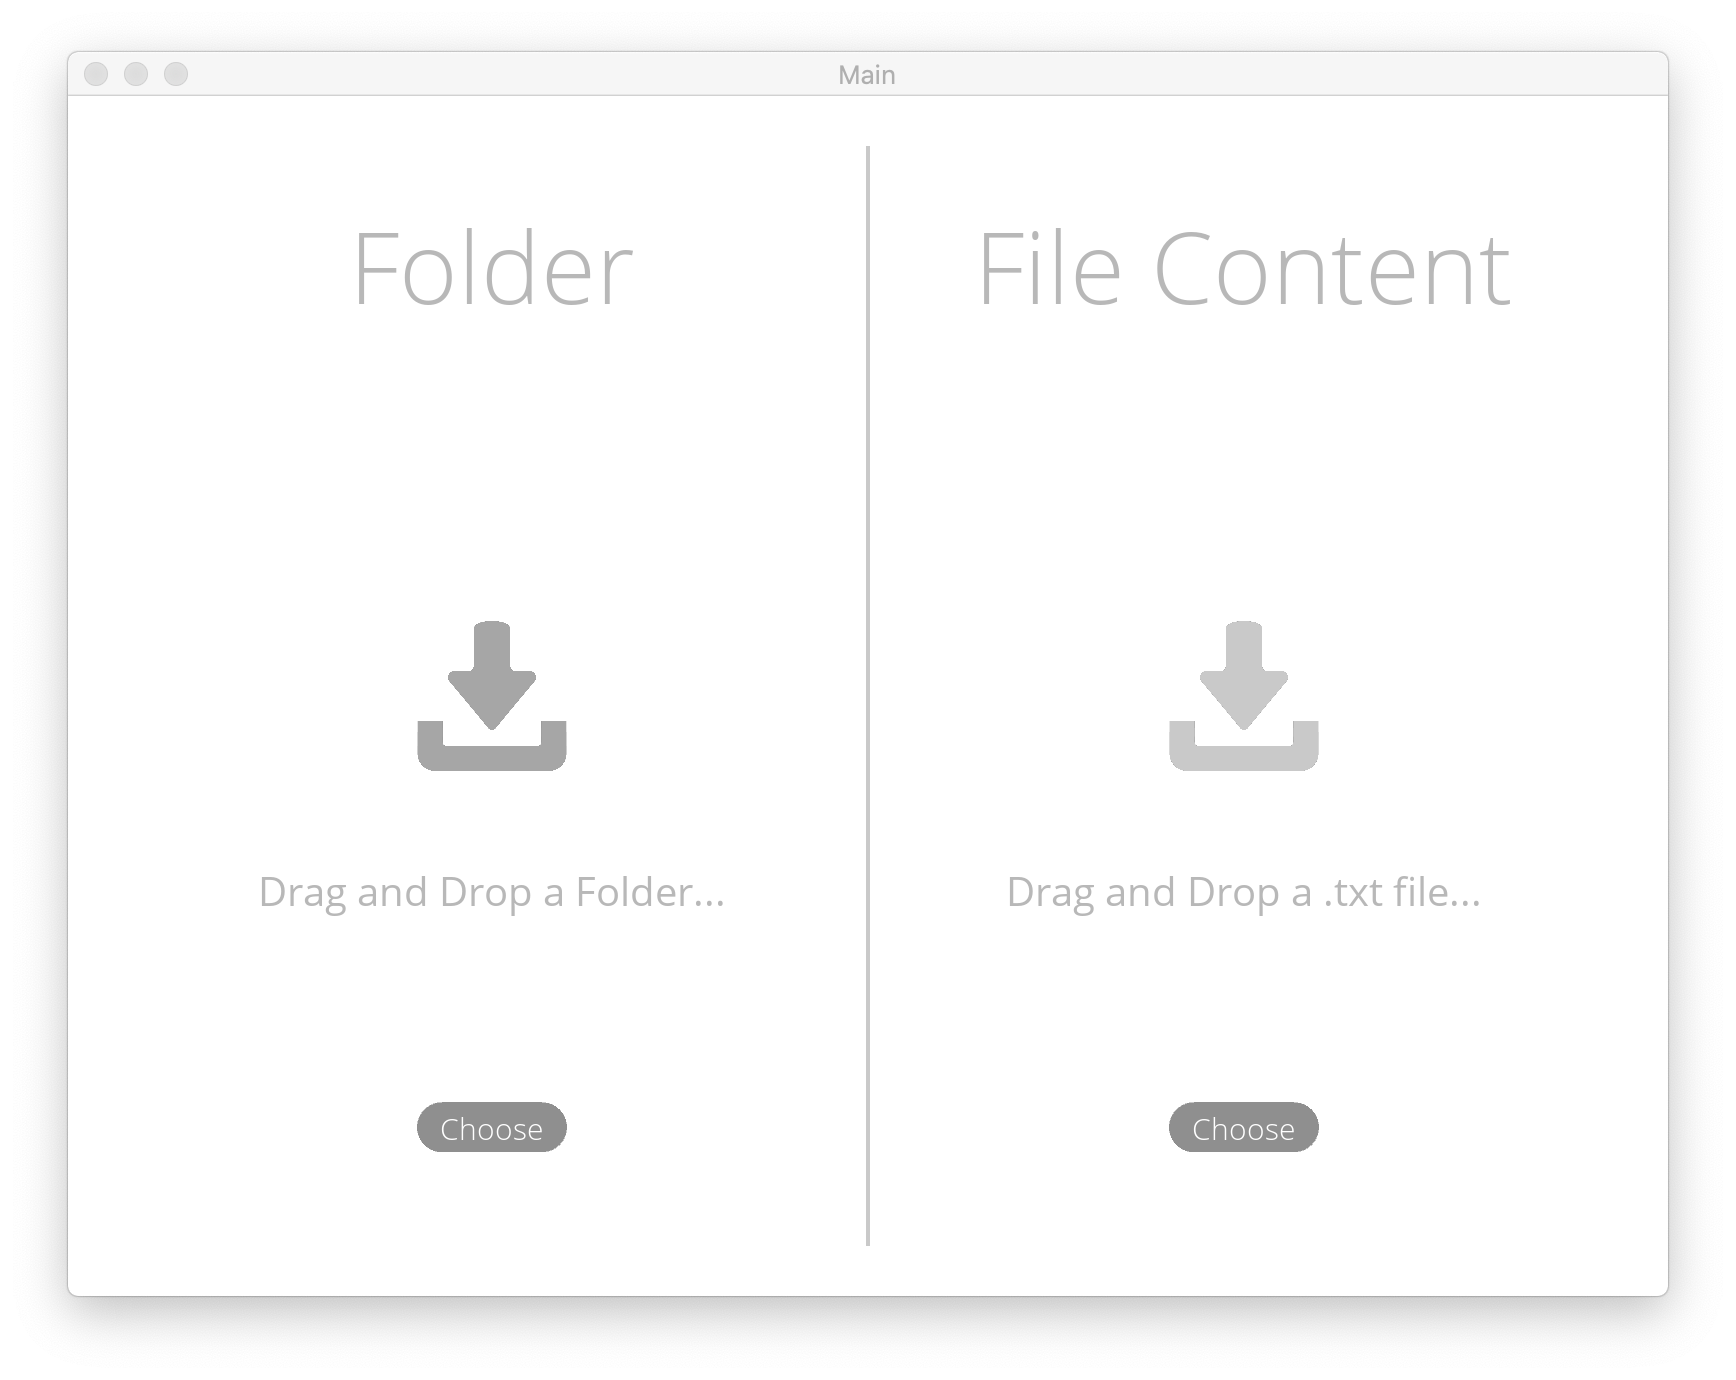 Main
Folder
Drag and Drop a Folder...
Choose
File Content
Drag and Drop a .txt file...
Choose